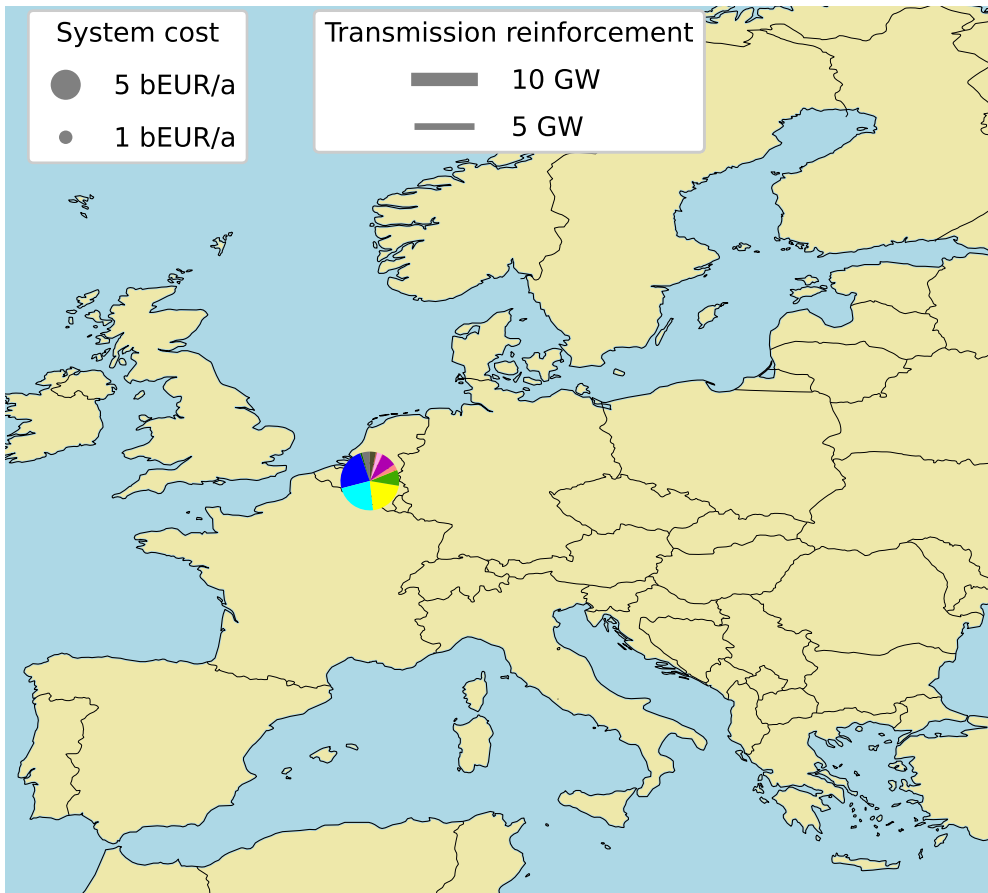 System cost
5 bEUR/a
1 bEUR/a
Transmission reinforcement
10 GW
5 GW